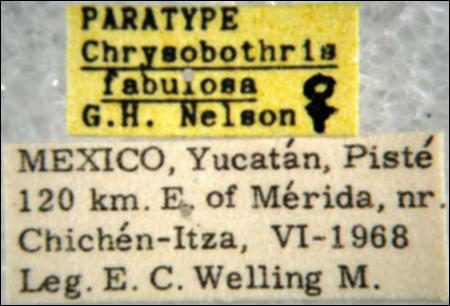 PARATYPE
Chrysobothris
fabulosa
G.H. Nelson ♀
MEXICO, Yucatán, Pisté
120 km. E. of Mérida, nr.
Chichén-Itza, VI-1968
Leg. E. C. Welling M.